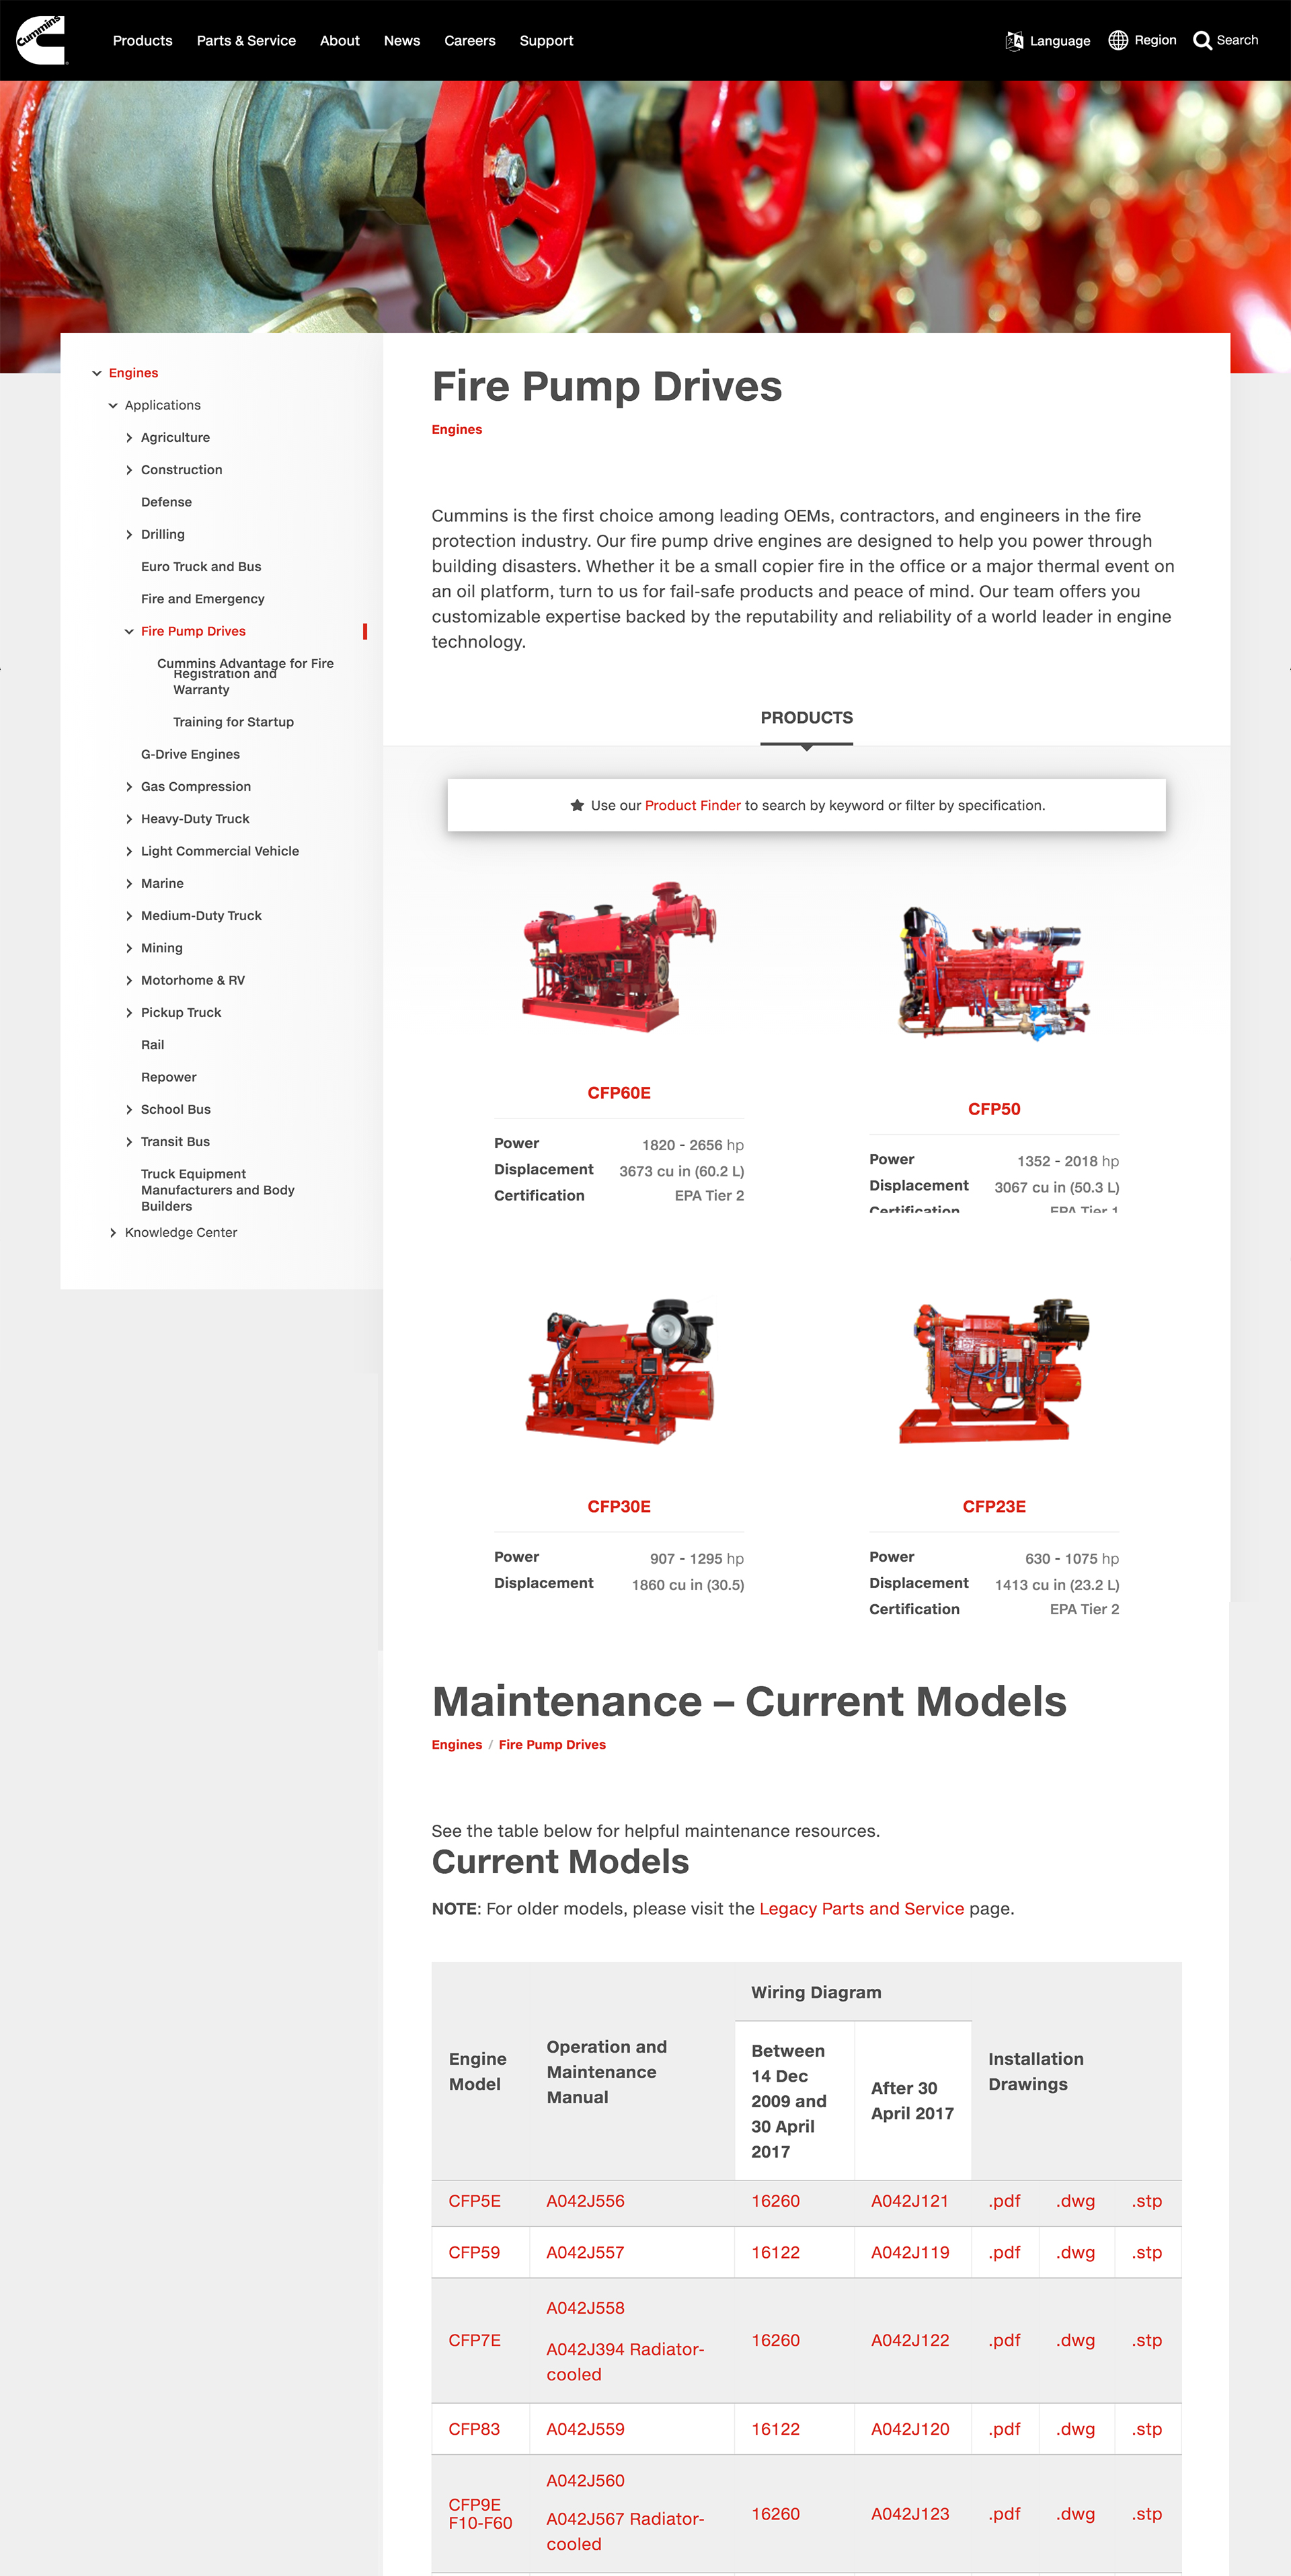 Cummins
Products
Parts & Service
About
News
Careers
Support
Language
Region
Search
Engines
Applications
Agriculture
Construction
Defense
Drilling
Euro Truck and Bus
Fire and Emergency
Fire Pump Drives
Cummins Advantage for Fire
Registration and
Warranty
Training for Startup
G-Drive Engines
Gas Compression
Heavy-Duty Truck
Light Commercial Vehicle
Marine
Medium-Duty Truck
Mining
Motorhome & RV
Pickup Truck
Rail
Repower
School Bus
Transit Bus
Truck Equipment
Manufacturers and Body
Builders
Knowledge Center
Fire Pump Drives
Engines
Cummins is the first choice among leading OEMs, contractors, and engineers in the fire
protection industry. Our fire pump drive engines are designed to help you power through
building disasters. Whether it be a small copier fire in the office or a major thermal event on
an oil platform, turn to us for fail-safe products and peace of mind. Our team offers you
customizable expertise backed by the reputability and reliability of a world leader in engine
technology.
PRODUCTS
Use our Product Finder to search by keyword or filter by specification.
CFP60E
Power 1820 - 2656 hp
Displacement 3673 cu in (60.2 L)
Certification EPA Tier 2
CFP50
Power 1352 - 2018 hp
Displacement 3067 cu in (50.3 L)
Certification EPA Tier 1
CFP30E
Power 907 - 1295 hp
Displacement 1860 cu in (30.5)
CFP23E
Power 630 - 1075 hp
Displacement 1413 cu in (23.2 L)
Certification EPA Tier 2
Maintenance – Current Models
Engines / Fire Pump Drives
See the table below for helpful maintenance resources.
Current Models
NOTE: For older models, please visit the Legacy Parts and Service page.
Engine
Model
Operation and
Maintenance
Manual
Wiring Diagram
Between
14 Dec
2009 and
30 April
2017
After 30
April 2017
Installation
Drawings
CFP5E A042J556 16260 A042J121 .pdf .dwg .stp
CFP59 A042J557 16122 A042J119 .pdf .dwg .stp
CFP7E
A042J558
A042J394 Radiator-
cooled
16260 A042J122 .pdf .dwg .stp
CFP83 A042J559 16122 A042J120 .pdf .dwg .stp
CFP9E
F10-F60
A042J560
A042J567 Radiator-
cooled
16260 A042J123 .pdf .dwg .stp